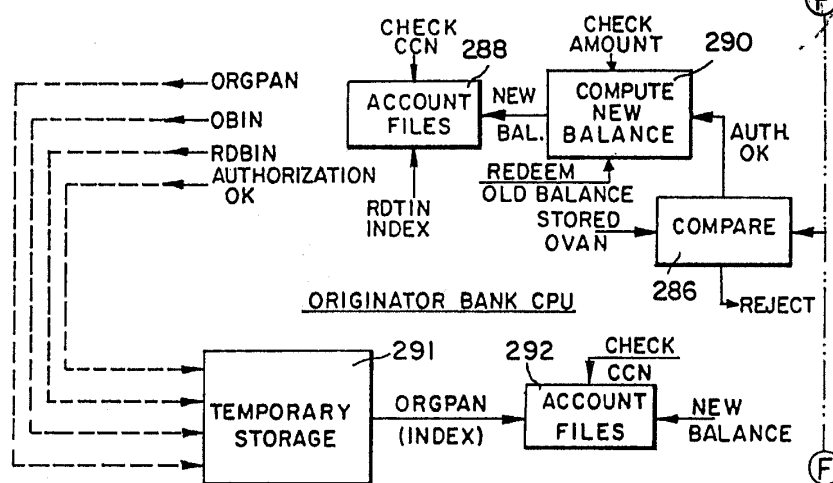 F
CHECK
CCN
288
CHECK
AMOUNT
290
ORGPAN
OBIN
RDBIN
AUTHORIZATION
OK
ACCOUNT
FILES
NEW
BAL.
COMPUTE
NEW
BALANCE
AUTH.
OK
RDTIN
INDEX
REDEEM
OLD BALANCE
STORED
OVAN
COMPARE
286
REJECT
ORIGINATOR BANK CPU
291
TEMPORARY
STORAGE
ORGPAN
(INDEX)
292
CHECK
CCN
ACCOUNT
FILES
NEW
BALANCE
F